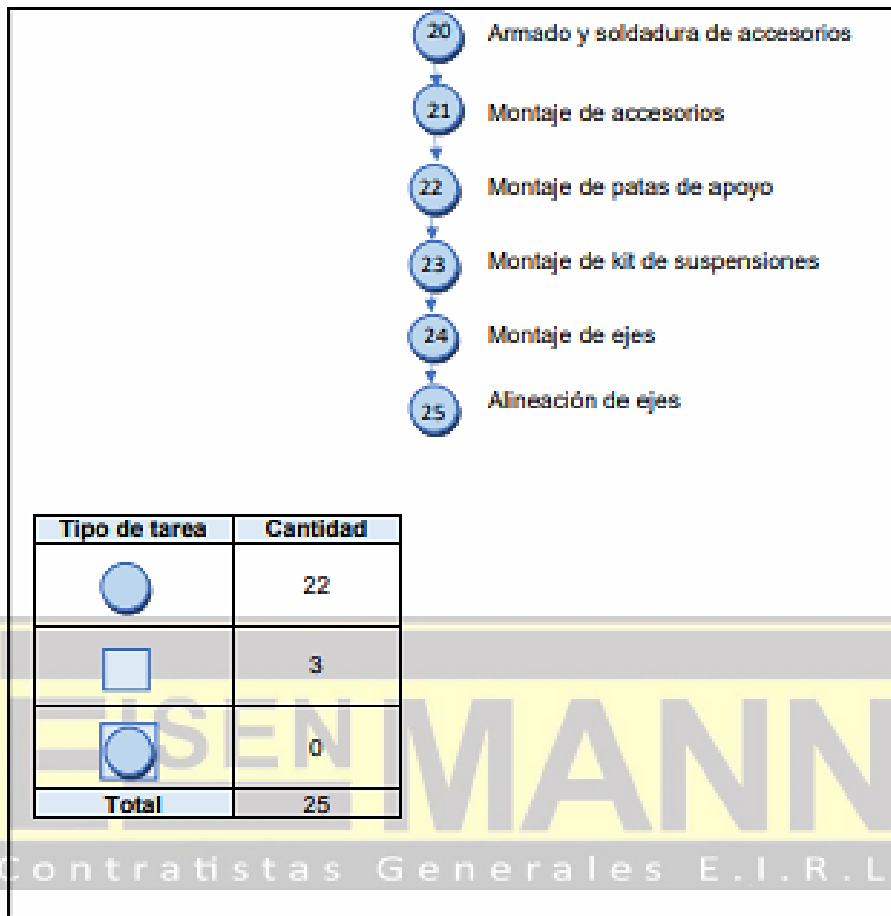 20 Armado y soldadura de accesorios
21 Montaje de accesorios
22 Montaje de patas de apoyo
23 Montaje de kit de suspensiones
24 Montaje de ejes
25 Alineación de ejes
Tipo de tarea Cantidad
22
3
0
Total 25
EISENMANN
Contratistas Generales E.I.R.L